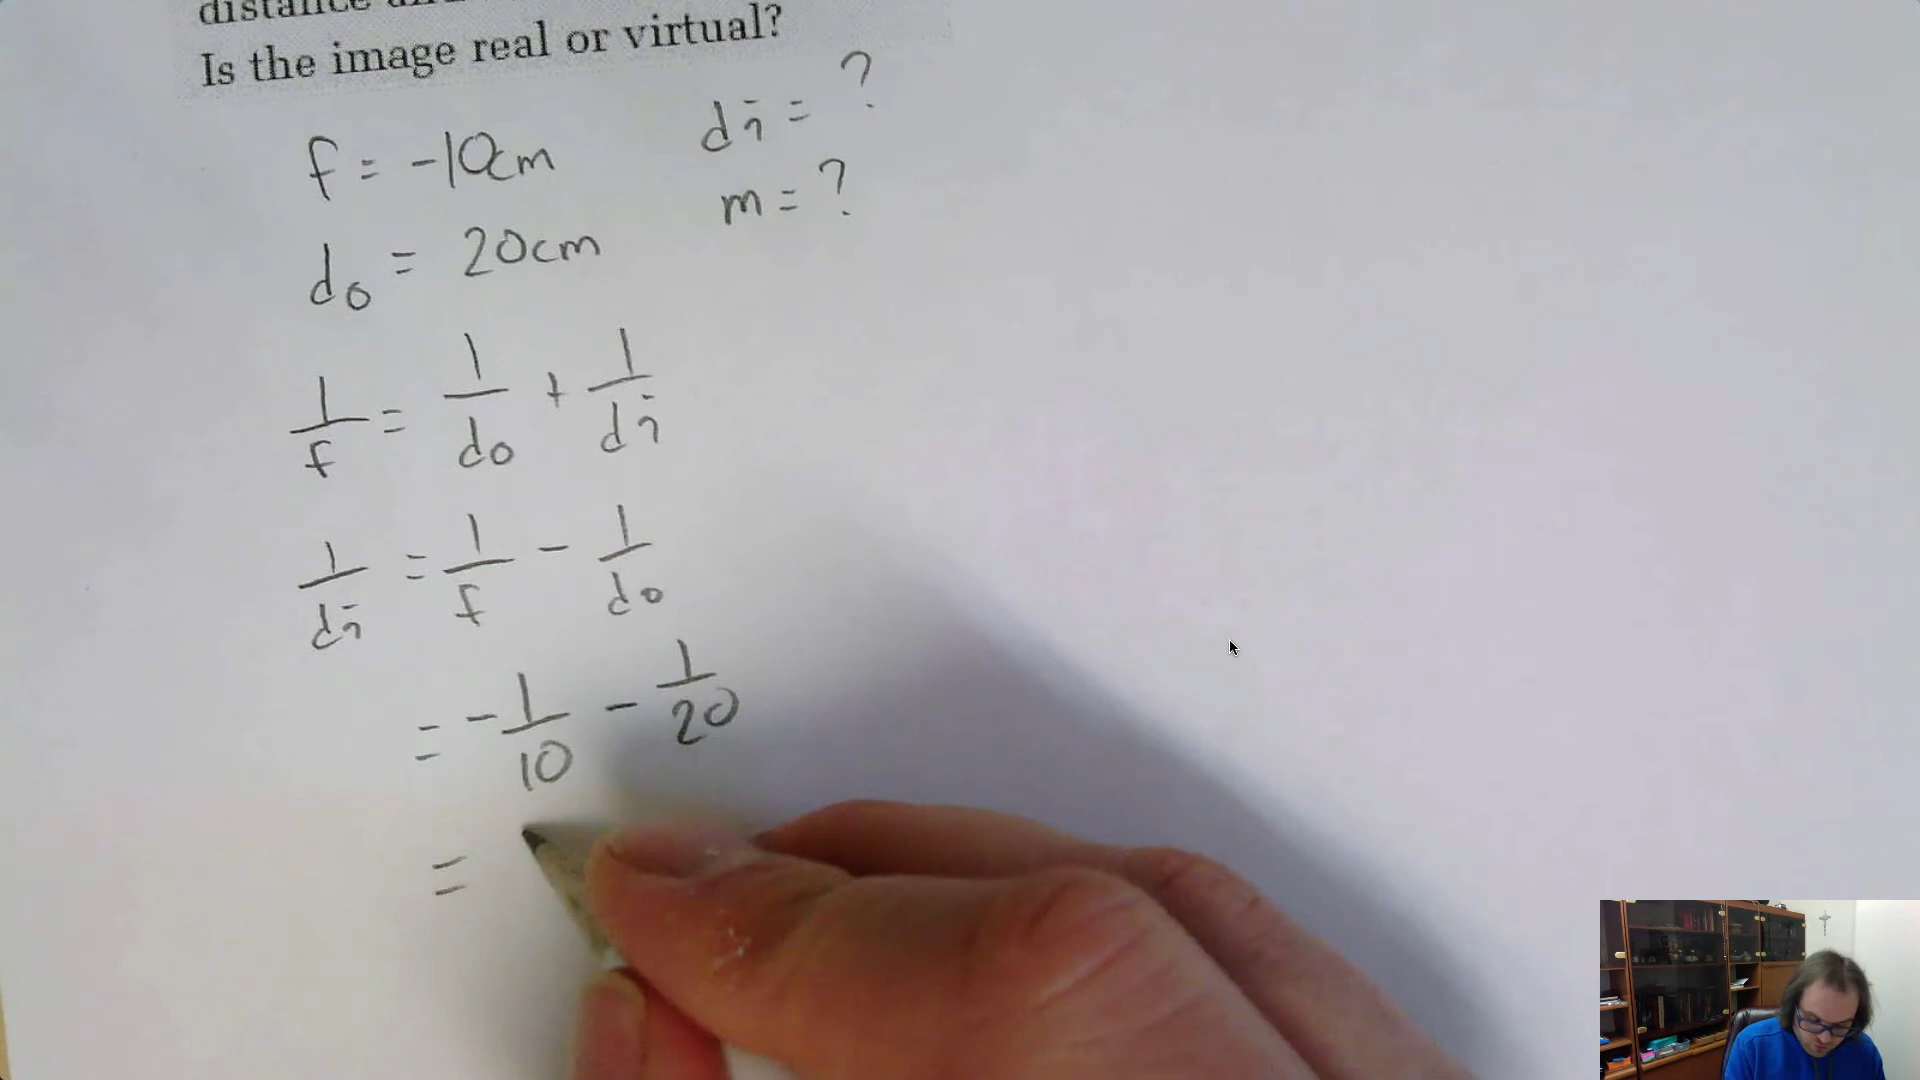 distance
Is the image real or virtual?
f = -10cm
di = ?
m = ?
do = 20cm
1/f = 1/do + 1/di
1/di = 1/f - 1/do
= -1/10 - 1/20
=